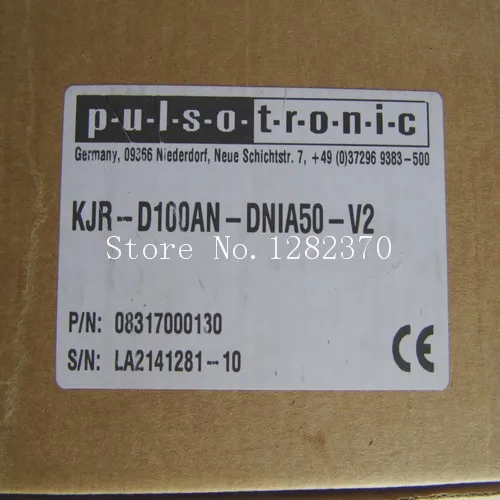 p·u·l·s·o·t·r·o·n·i·c
Germany, 09366 Niederdorf, Neue Schichtstr. 7, +49 (0)37296 9383-500
KJR-D100AN-DNIA50-V2
Store No. 1282370
P/N: 08317000130
S/N: LA2141281-10
CE